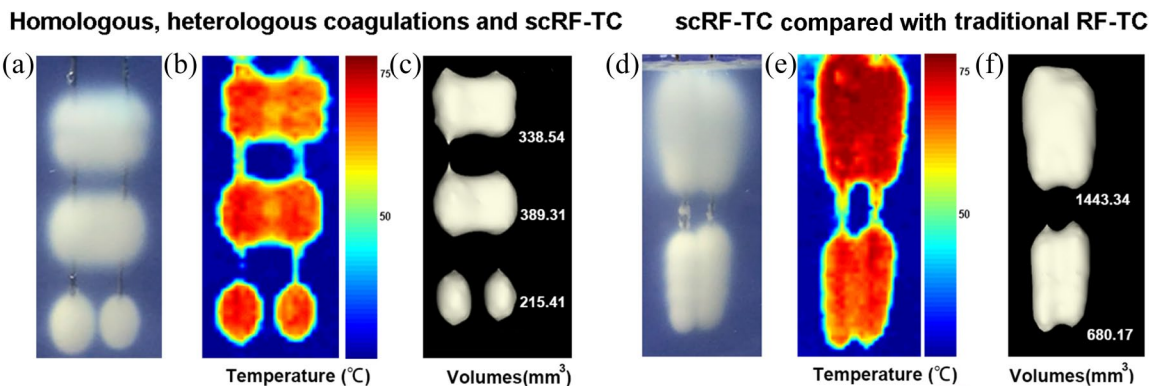 Homologous, heterologous coagulations and scRF-TC
scRF-TC compared with traditional RF-TC
(a)
(b)
75
50
Temperature (℃)
(c)
338.54
389.31
215.41
Volumes(mm³)
(d)
(e)
75
50
Temperature (℃)
(f)
1443.34
680.17
Volumes(mm³)